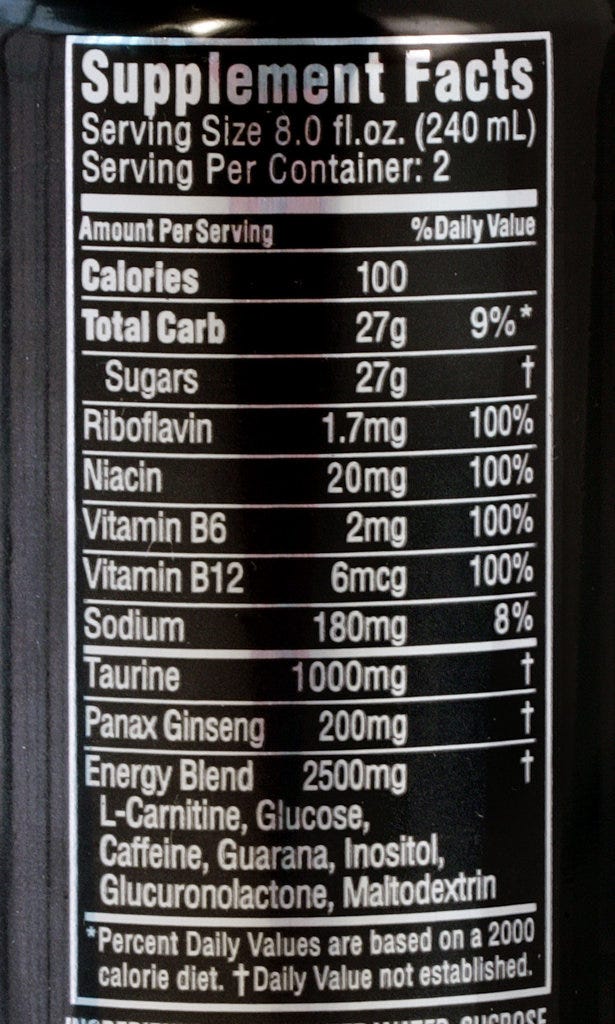 Supplement Facts
Serving Size 8.0 fl.oz. (240 mL)
Serving Per Container: 2
Amount Per Serving %Daily Value
Calories 100
Total Carb 27g 9%*
Sugars 27g †
Riboflavin 1.7mg 100%
Niacin 20mg 100%
Vitamin B6 2mg 100%
Vitamin B12 6mcg 100%
Sodium 180mg 8%
Taurine 1000mg †
Panax Ginseng 200mg †
Energy Blend 2500mg †
L-Carnitine, Glucose,
Caffeine, Guarana, Inositol,
Glucuronolactone, Maltodextrin
*Percent Daily Values are based on a 2000
calorie diet. †Daily Value not established.
WATER, SUCROSE